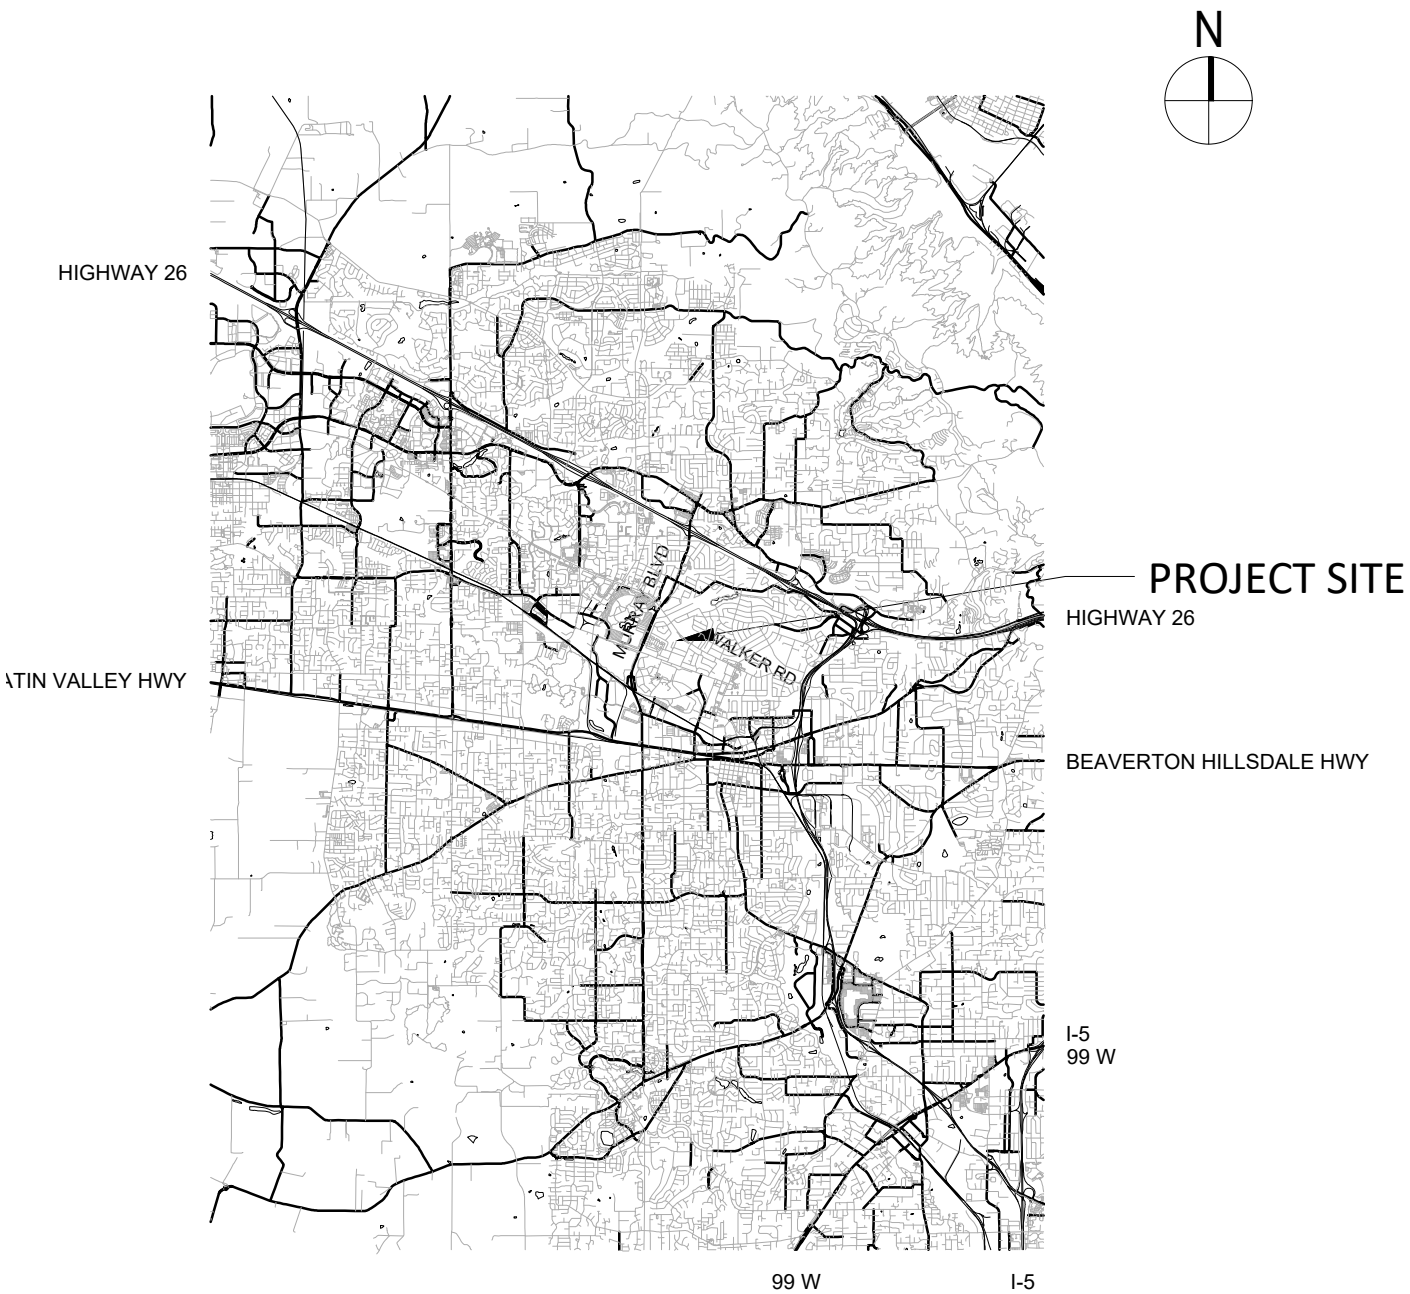 N
HIGHWAY 26
PROJECT SITE
HIGHWAY 26
MURRAY BLVD
WALKER RD
ATIN VALLEY HWY
BEAVERTON HILLSDALE HWY
I-5
99 W
99 W
I-5